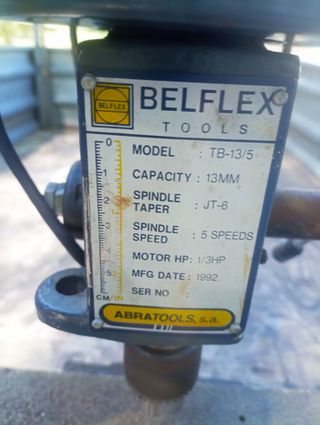 BELFLEX
BELFLEX
TOOLS
MODEL : TB-13/5
CAPACITY : 13MM
SPINDLE
TAPER : JT-6
SPINDLE
SPEED : 5 SPEEDS
MOTOR HP : 1/3HP
MFG DATE : 1992.
SER NO :
0
1
2
3
4
5
CM/IN
ABRATOOLS, s.a.